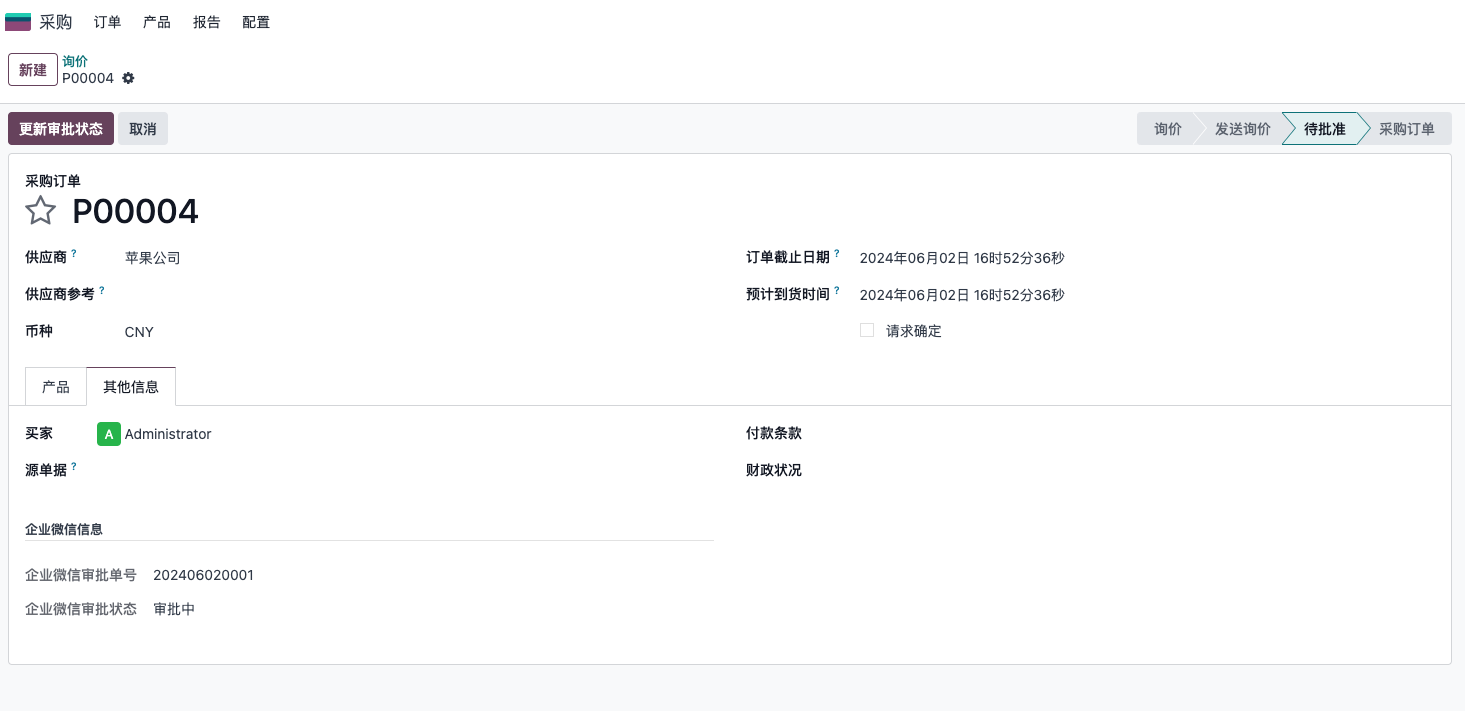 采购 订单 产品 报告 配置
新建 询价
P00004
更新审批状态 取消 询价 发送询价 待批准 采购订单
采购订单
P00004
供应商 ? 苹果公司
供应商参考 ?
币种 CNY
订单截止日期 ? 2024年06月02日 16时52分36秒
预计到货时间 ? 2024年06月02日 16时52分36秒
请求确定
产品 其他信息
买家 A Administrator
源单据 ?
付款条款
财政状况
企业微信信息
企业微信审批单号 202406020001
企业微信审批状态 审批中